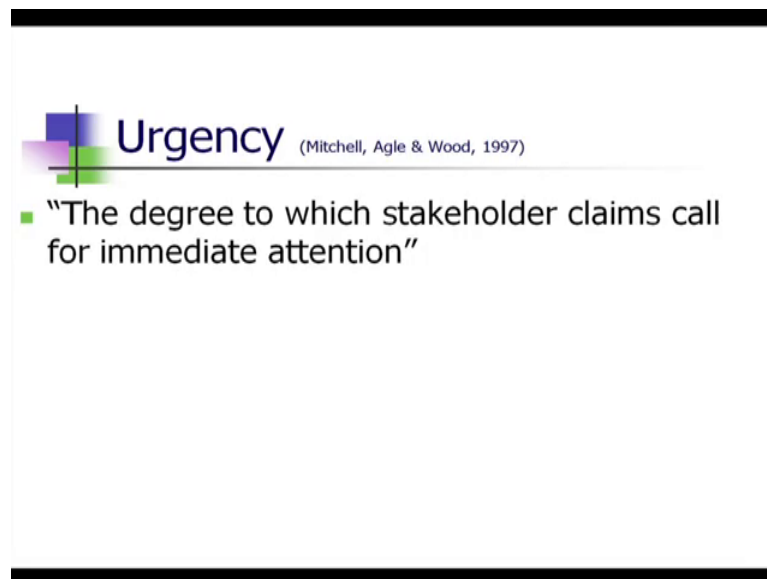 Urgency (Mitchell, Agle & Wood, 1997)
“The degree to which stakeholder claims call
for immediate attention”